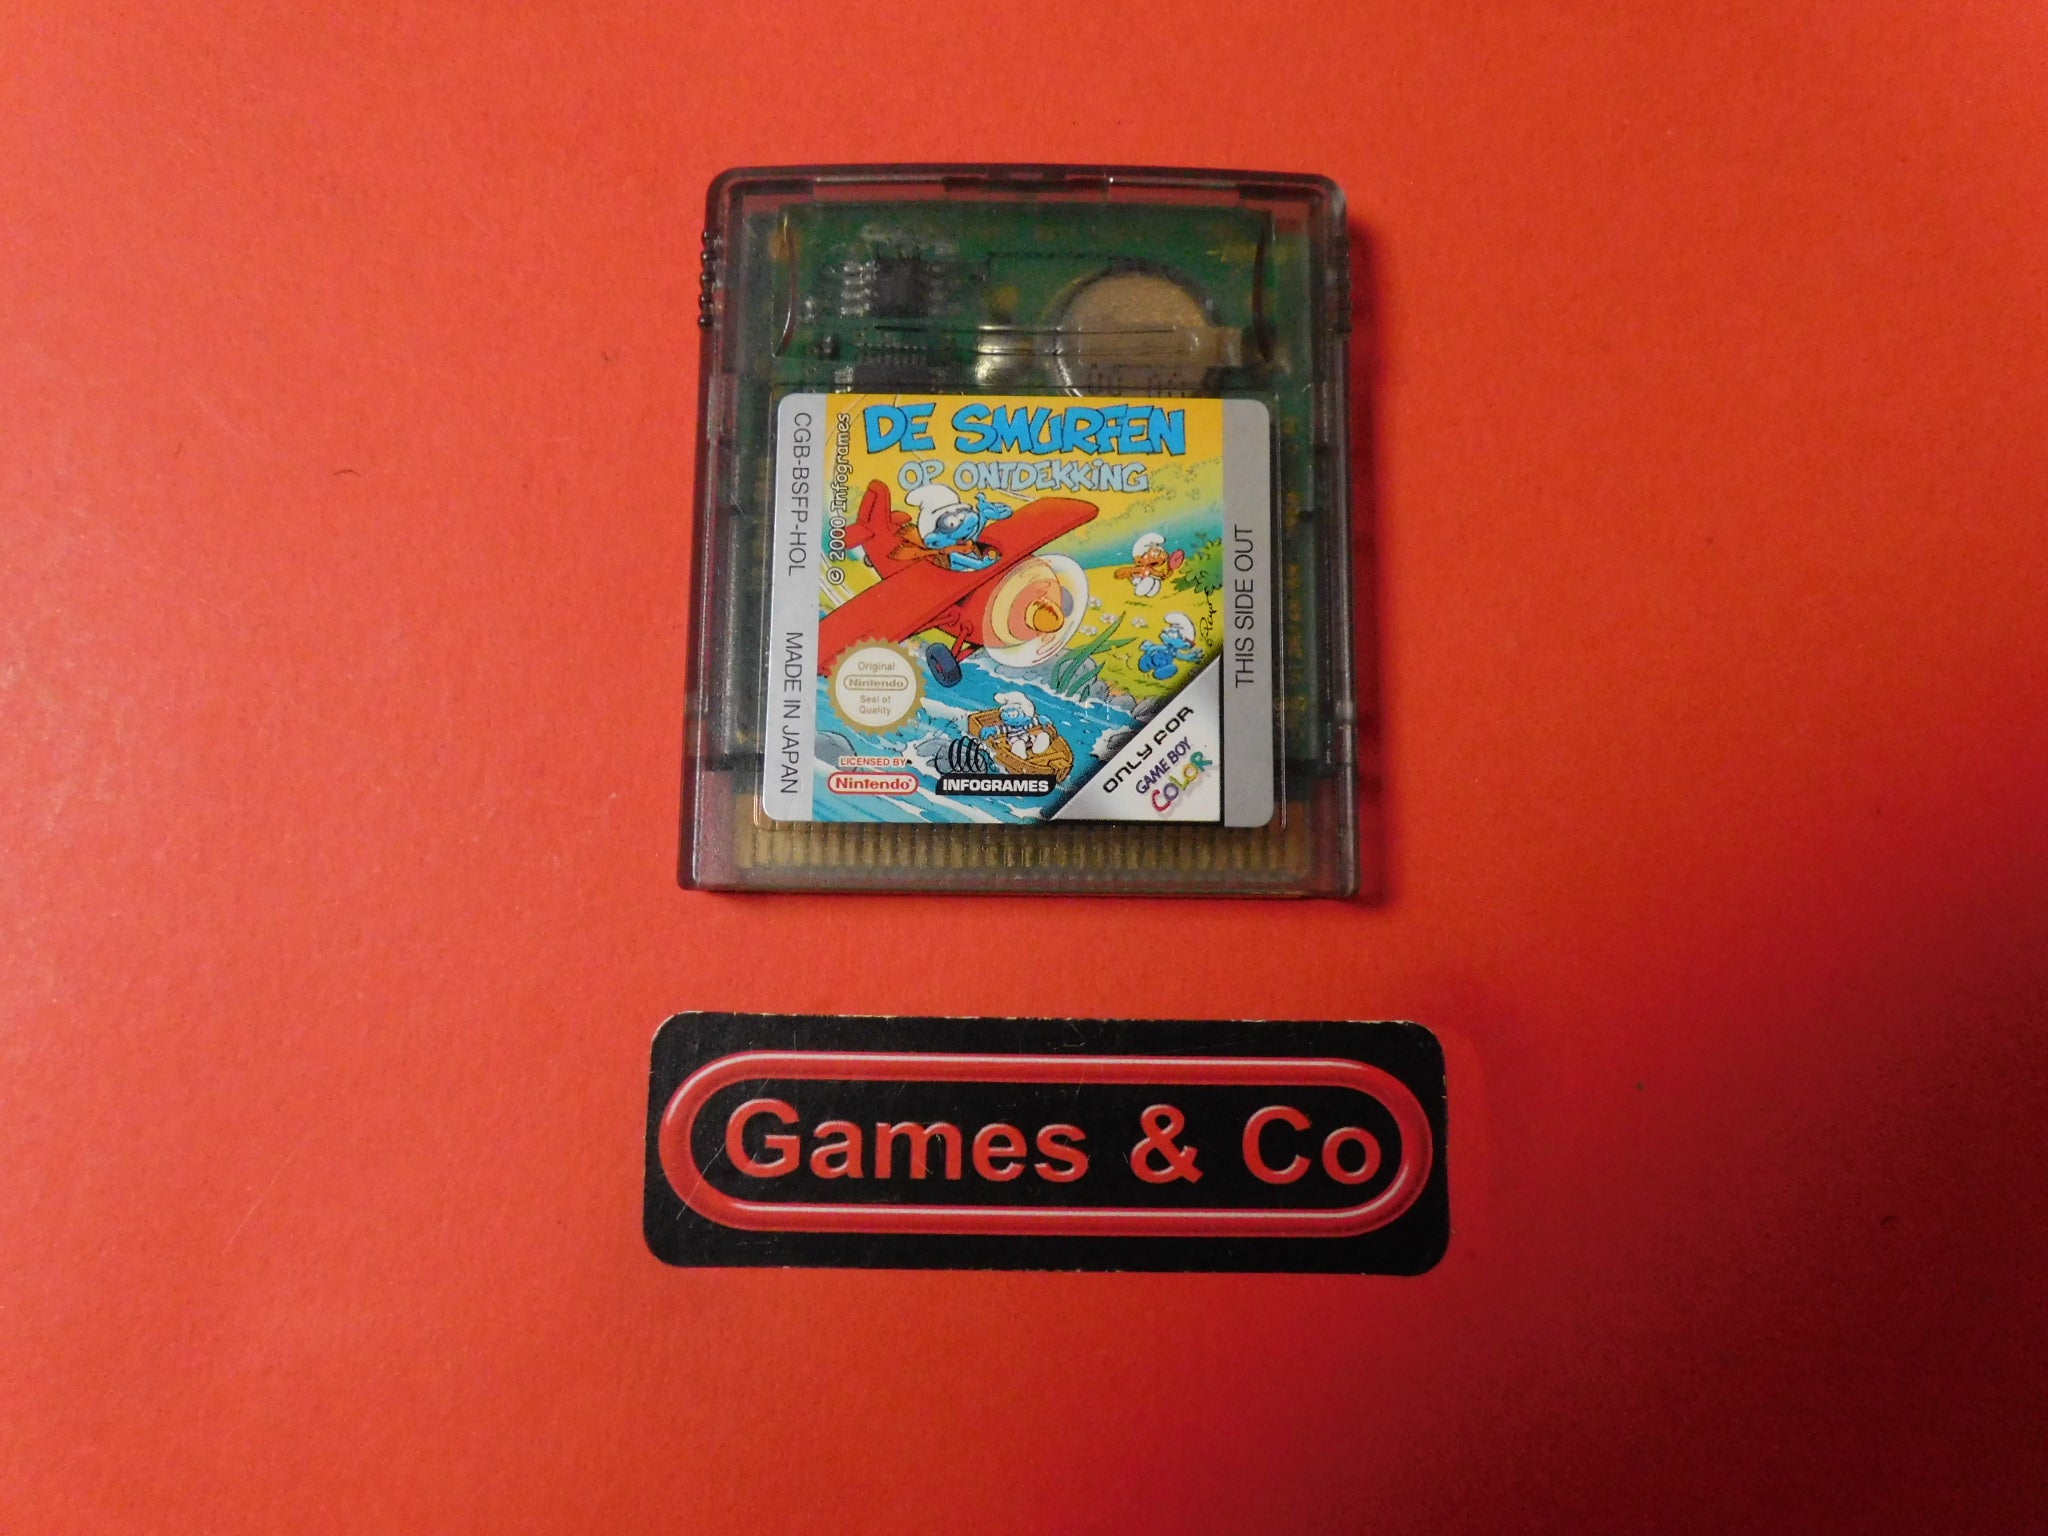 DE SMURFEN
OP ONTDEKKING
© 2000 Infogrames
CGB-BSFP-HOL
MADE IN JAPAN
THIS SIDE OUT
Original
Nintendo
Seal of
Quality
LICENSED BY
Nintendo
INFOGRAMES
ONLY FOR
GAME BOY
COLOR
Games & Co